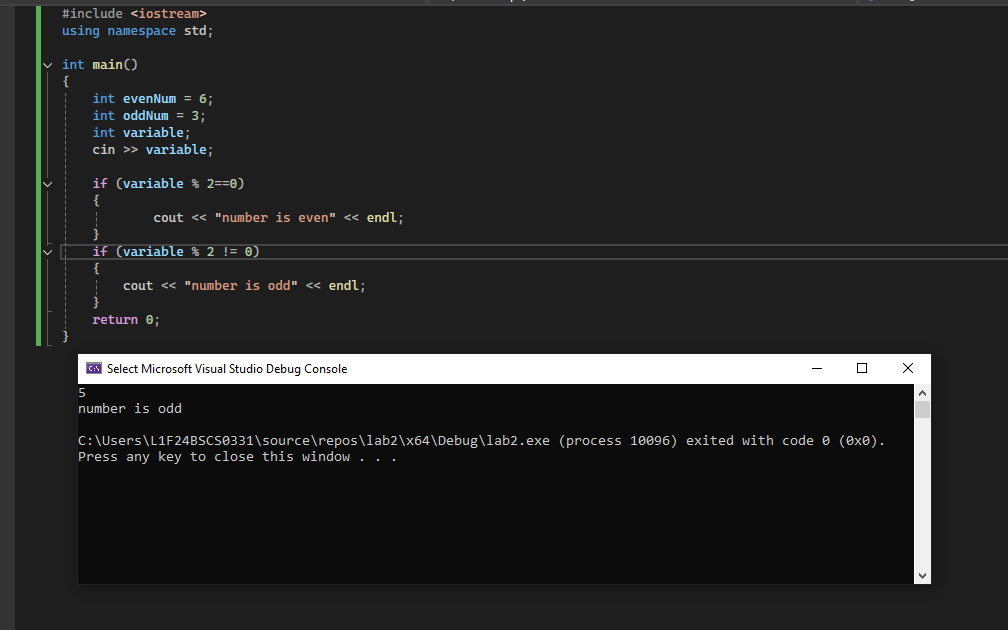 #include <iostream>
using namespace std;
int main()
{
int evenNum = 6;
int oddNum = 3;
int variable;
cin >> variable;
if (variable % 2==0)
{
cout << "number is even" << endl;
}
if (variable % 2 != 0)
{
cout << "number is odd" << endl;
}
return 0;
}
Select Microsoft Visual Studio Debug Console
5
number is odd
C:\Users\L1F24BSCS0331\source\repos\lab2\x64\Debug\lab2.exe (process 10096) exited with code 0 (0x0).
Press any key to close this window . . .